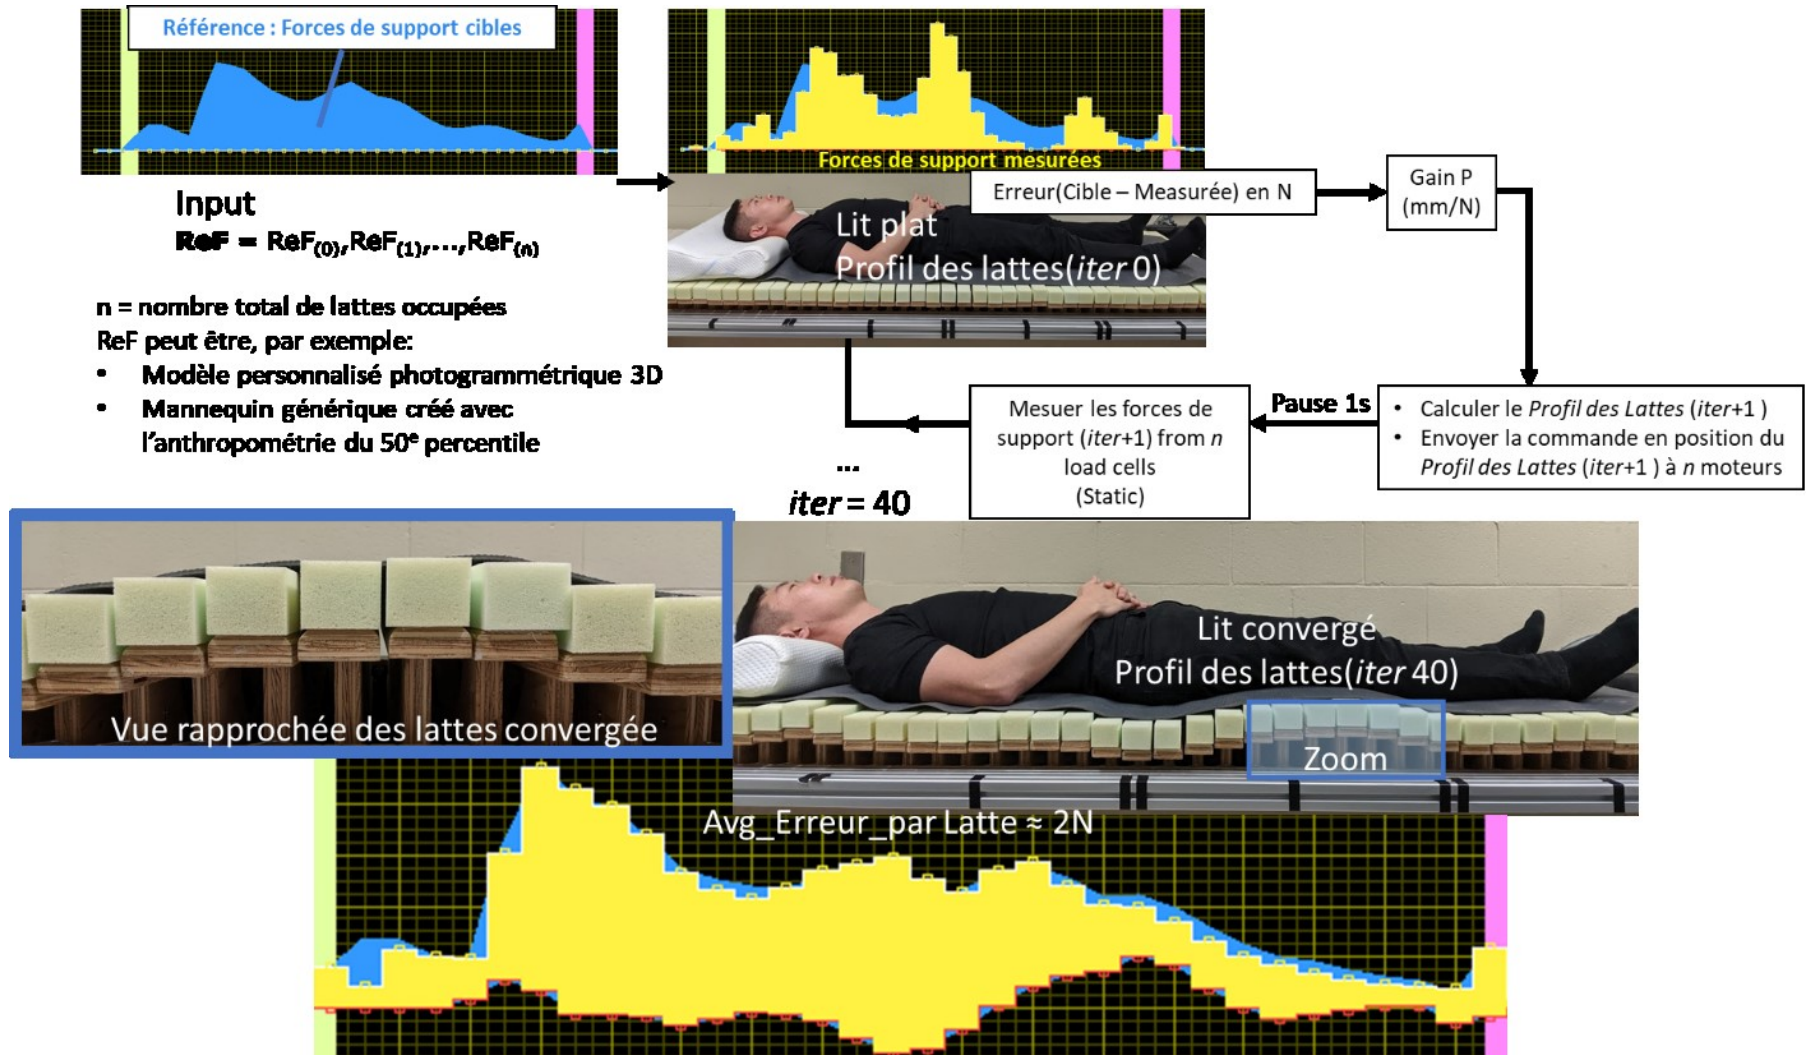 Référence : Forces de support cibles
Input
ReF = ReF(0),ReF(1),...,ReF(n)
n = nombre total de lattes occupées
ReF peut être, par exemple:
• Modèle personnalisé photogrammétrique 3D
• Mannequin générique créé avec
l'anthropométrie du 50e percentile
Forces de support mesurées
Erreur(Cible – Measurée) en N
Lit plat
Profil des lattes(iter 0)
Gain P
(mm/N)
• Calculer le Profil des Lattes (iter+1 )
• Envoyer la commande en position du
Profil des Lattes (iter+1 ) à n moteurs
Pause 1s
Mesuer les forces de
support (iter+1) from n
load cells
(Static)
...
iter = 40
Vue rapprochée des lattes convergée
Lit convergé
Profil des lattes(iter 40)
Zoom
Avg_Erreur_par Latte ≈ 2N